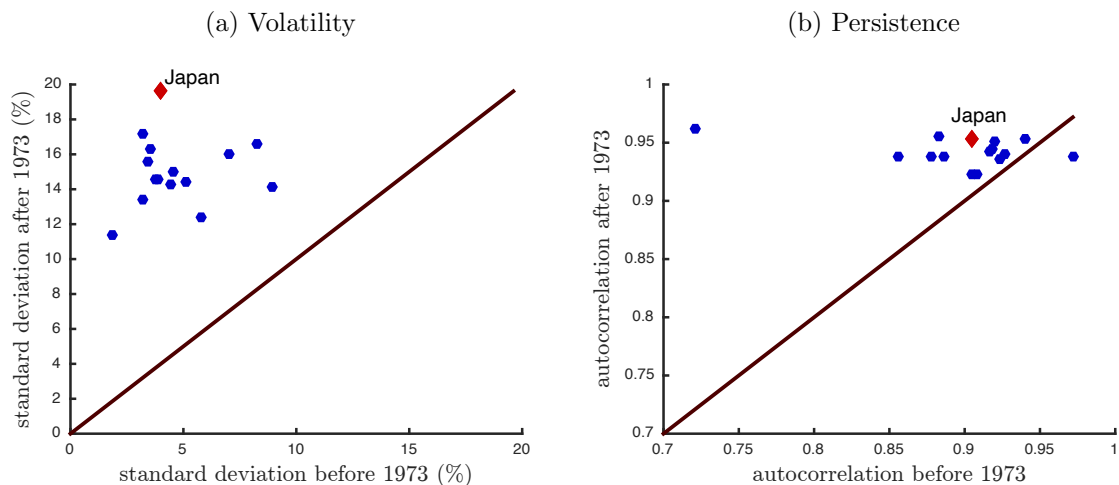 (a) Volatility
standard deviation after 1973 (%)
20
18
16
14
12
10
8
6
4
2
0
Japan
0 5 10 15 20
standard deviation before 1973 (%)
(b) Persistence
autocorrelation after 1973
1
0.95
0.9
0.85
0.8
0.75
0.7
Japan
0.7 0.75 0.8 0.85 0.9 0.95 1
autocorrelation before 1973